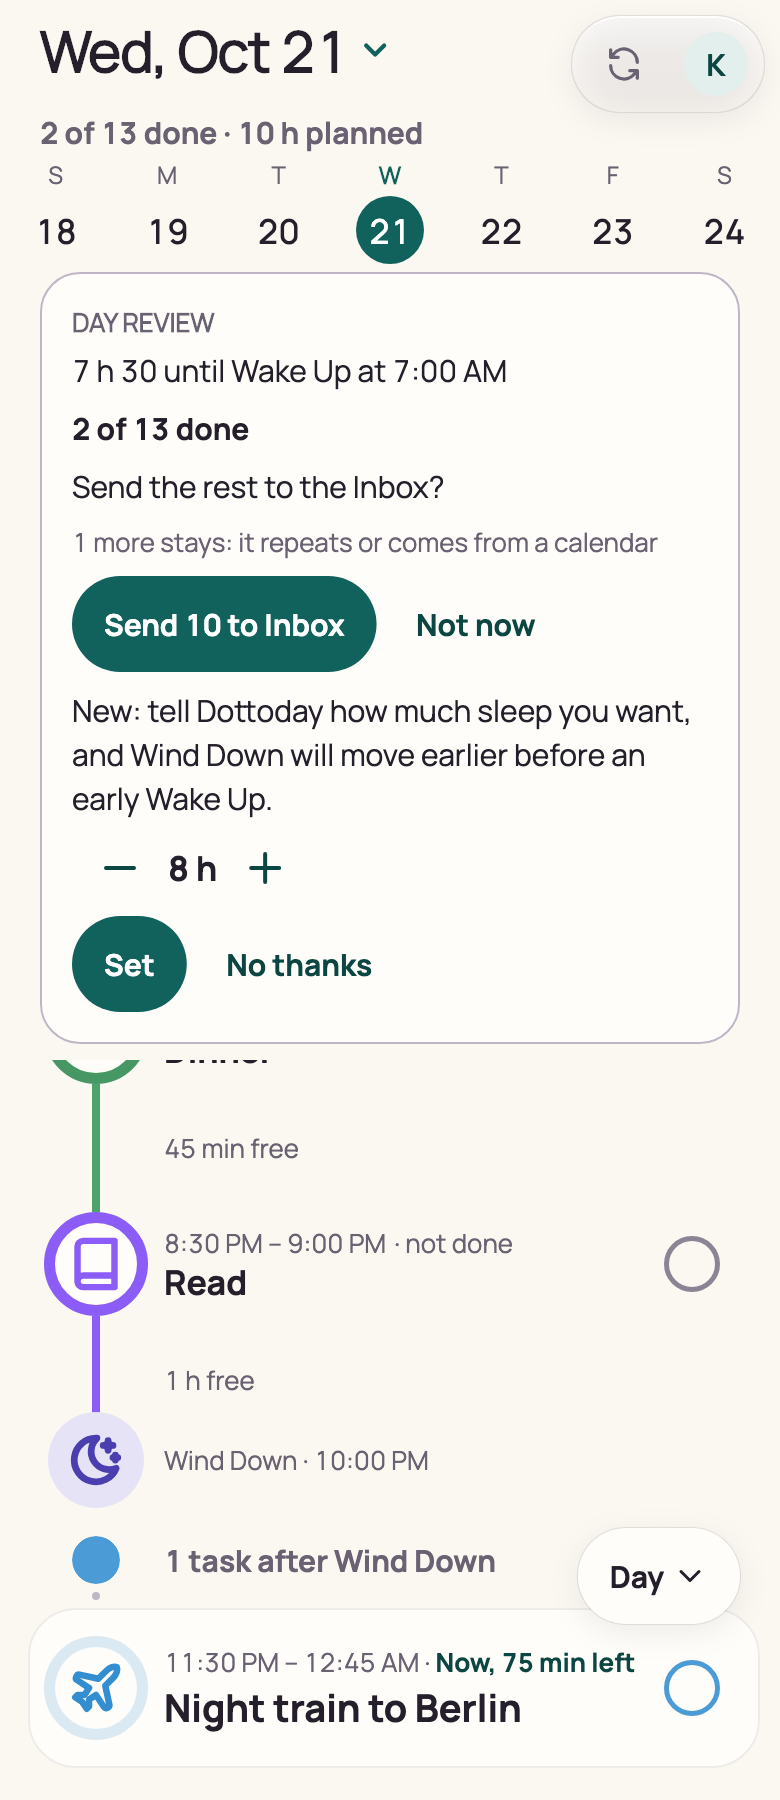 Wed, Oct 21
K
2 of 13 done · 10 h planned
S M T W T F S
18 19 20 21 22 23 24
DAY REVIEW
7 h 30 until Wake Up at 7:00 AM
2 of 13 done
Send the rest to the Inbox?
1 more stays: it repeats or comes from a calendar
Send 10 to Inbox
Not now
New: tell Dottoday how much sleep you want,
and Wind Down will move earlier before an
early Wake Up.
8 h
Set
No thanks
45 min free
8:30 PM – 9:00 PM · not done
Read
1 h free
Wind Down · 10:00 PM
1 task after Wind Down
Day
11:30 PM – 12:45 AM · Now, 75 min left
Night train to Berlin